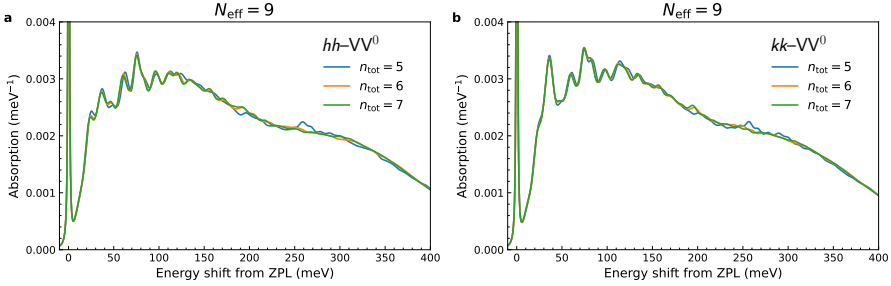 a
N_eff = 9
hh–VV⁰
n_tot = 5
n_tot = 6
n_tot = 7
Absorption (meV⁻¹)
0.004
0.003
0.002
0.001
0.000
0 50 100 150 200 250 300 350 400
Energy shift from ZPL (meV)
b
N_eff = 9
kk–VV⁰
n_tot = 5
n_tot = 6
n_tot = 7
Absorption (meV⁻¹)
0.004
0.003
0.002
0.001
0.000
0 50 100 150 200 250 300 350 400
Energy shift from ZPL (meV)